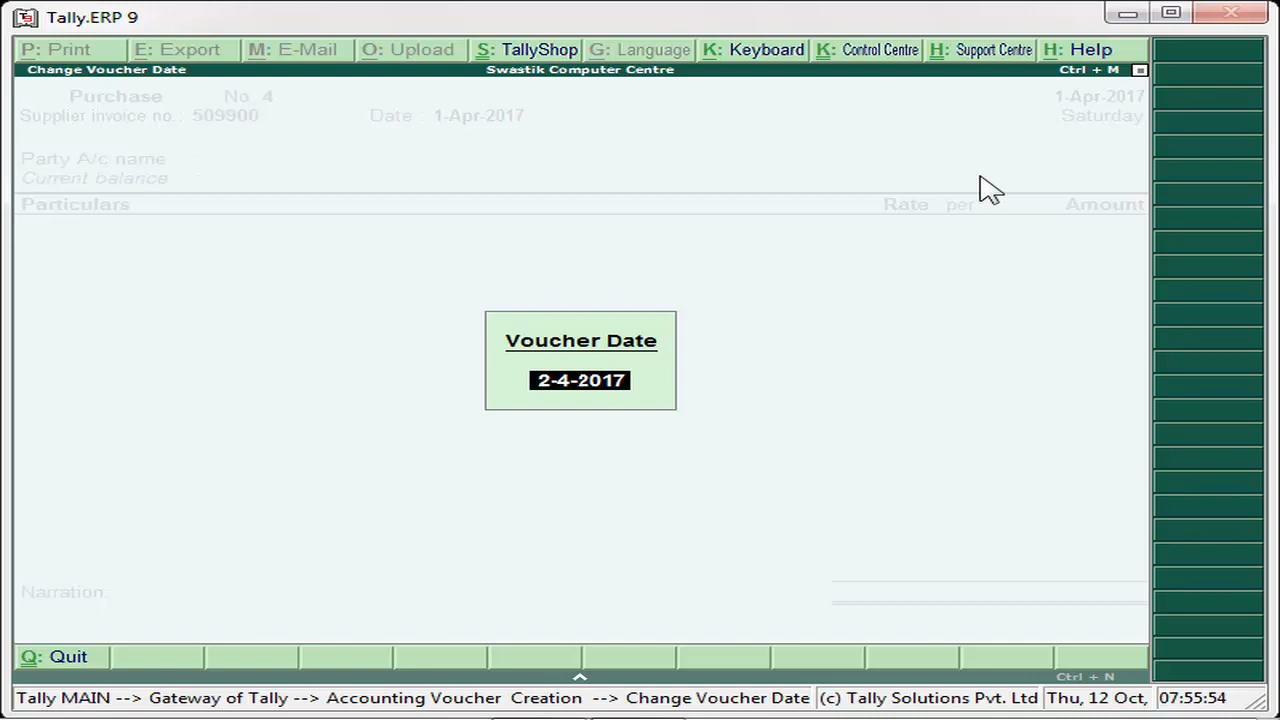 Tally.ERP 9
P: Print E: Export M: E-Mail O: Upload S: TallyShop G: Language K: Keyboard K: Control Centre H: Support Centre H: Help
Change Voucher Date Swastik Computer Centre Ctrl + M
Purchase No. 4 1-Apr-2017
Supplier invoice no.: 509900 Date : 1-Apr-2017 Saturday
Party A/c name
Current balance :
Particulars Rate per Amount
Voucher Date
2-4-2017
Narration:
Q: Quit
Ctrl + N
Tally MAIN --> Gateway of Tally --> Accounting Voucher Creation --> Change Voucher Date (c) Tally Solutions Pvt. Ltd Thu, 12 Oct, 07:55:54